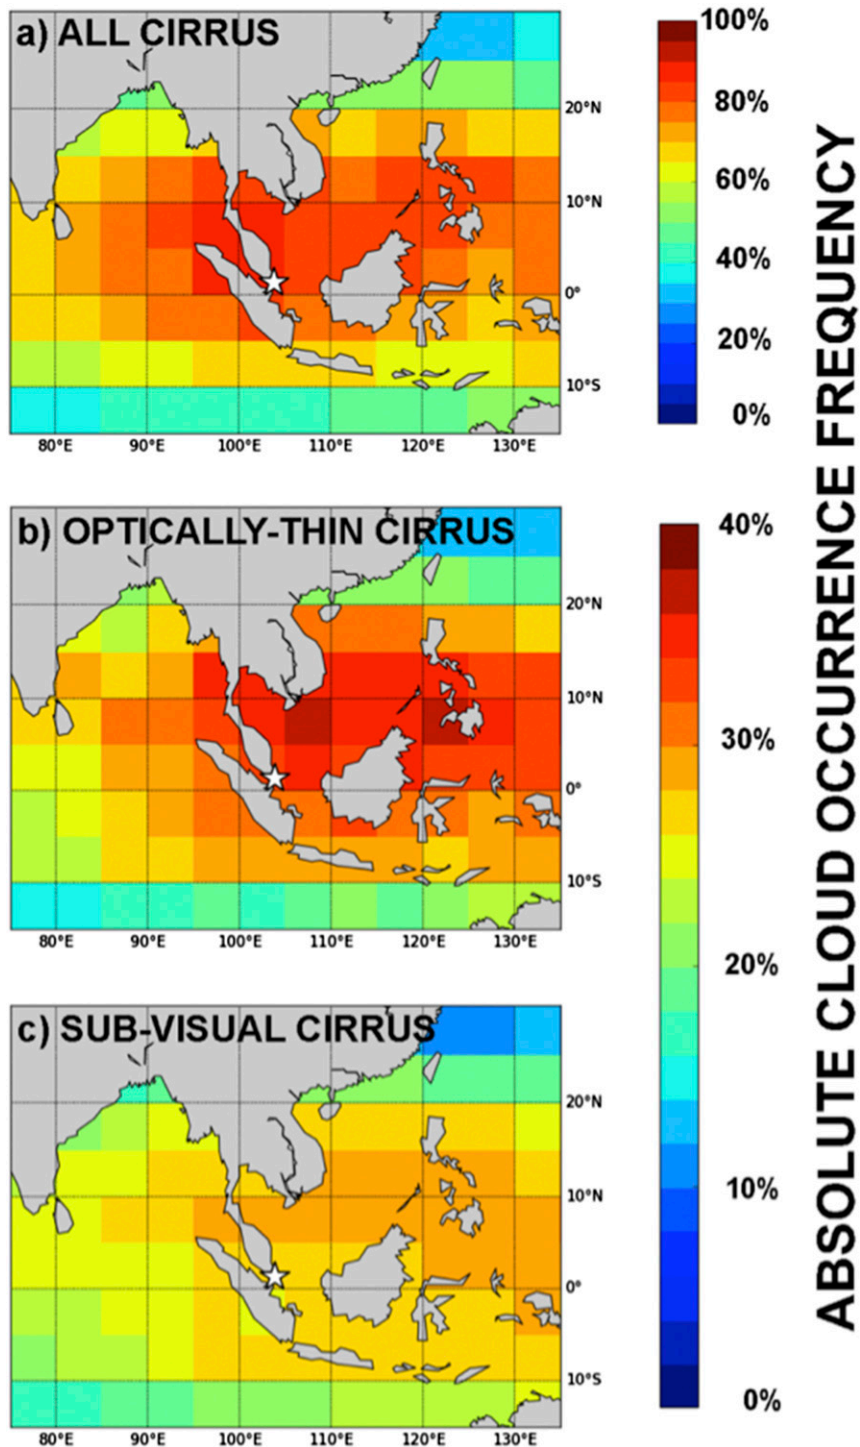 a) ALL CIRRUS
20°N
10°N
0°
10°S
80°E 90°E 100°E 110°E 120°E 130°E
100%
80%
60%
40%
20%
0%
b) OPTICALLY-THIN CIRRUS
20°N
10°N
0°
10°S
80°E 90°E 100°E 110°E 120°E 130°E
c) SUB-VISUAL CIRRUS
20°N
10°N
0°
10°S
80°E 90°E 100°E 110°E 120°E 130°E
40%
30%
20%
10%
0%
ABSOLUTE CLOUD OCCURRENCE FREQUENCY